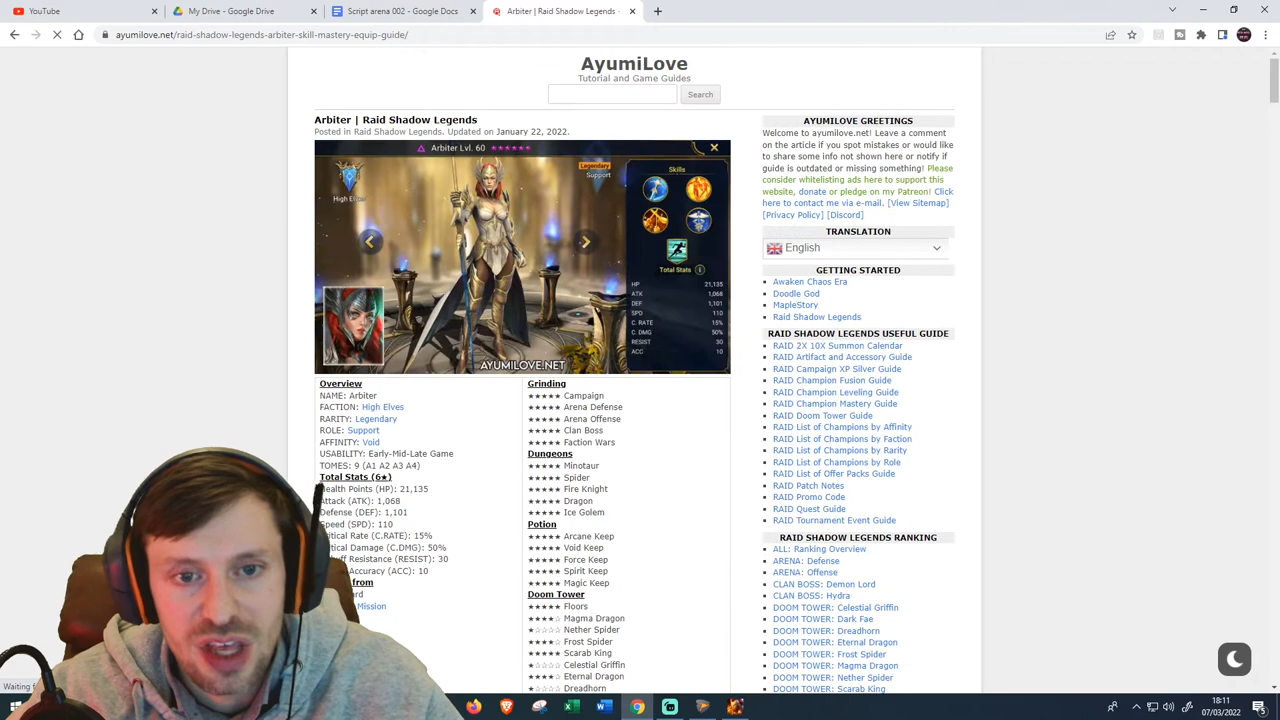 YouTube
My Drive - Google Drive
Script arena 002 - Google Docs
Arbiter | Raid Shadow Legends -
ayumilove.net/raid-shadow-legends-arbiter-skill-mastery-equip-guide/
AyumiLove
Tutorial and Game Guides
Search
Arbiter | Raid Shadow Legends
Posted in Raid Shadow Legends. Updated on January 22, 2022.
Arbiter Lvl. 60
High Elves
Legendary
Support
Skills
Total Stats
HP 21,135
ATK 1,068
DEF 1,101
SPD 110
C. RATE 15%
C. DMG 50%
RESIST 30
ACC 10
AYUMILOVE.NET
Overview
NAME: Arbiter
FACTION: High Elves
RARITY: Legendary
ROLE: Support
AFFINITY: Void
USABILITY: Early-Mid-Late Game
TOMES: 9 (A1 A2 A3 A4)
Total Stats (6★)
Health Points (HP): 21,135
Attack (ATK): 1,068
Defense (DEF): 1,101
Speed (SPD): 110
Critical Rate (C.RATE): 15%
Critical Damage (C.DMG): 50%
Resistance (RESIST): 30
Accuracy (ACC): 10
from
Mission
Grinding
★★★★★ Campaign
★★★★★ Arena Defense
★★★★★ Arena Offense
★★★★★ Clan Boss
★★★★★ Faction Wars
Dungeons
★★★★★ Minotaur
★★★★★ Spider
★★★★★ Fire Knight
★★★★★ Dragon
★★★★★ Ice Golem
Potion
★★★★★ Arcane Keep
★★★★★ Void Keep
★★★★★ Force Keep
★★★★★ Spirit Keep
★★★★★ Magic Keep
Doom Tower
★★★★★ Floors
★★★★☆ Magma Dragon
★☆☆☆☆ Nether Spider
★★★★☆ Frost Spider
★★★★★ Scarab King
★☆☆☆☆ Celestial Griffin
★★★★☆ Eternal Dragon
★☆☆☆☆ Dreadhorn
AYUMILOVE GREETINGS
Welcome to ayumilove.net! Leave a comment
on the article if you spot mistakes or would like
to share some info not shown here or notify if
guide is outdated or missing something! Please
consider whitelisting ads here to support this
website, donate or pledge on my Patreon! Click
here to contact me via e-mail. [View Sitemap]
[Privacy Policy] [Discord]
TRANSLATION
English
GETTING STARTED
Awaken Chaos Era
Doodle God
MapleStory
Raid Shadow Legends
RAID SHADOW LEGENDS USEFUL GUIDE
RAID 2X 10X Summon Calendar
RAID Artifact and Accessory Guide
RAID Campaign XP Silver Guide
RAID Champion Fusion Guide
RAID Champion Leveling Guide
RAID Champion Mastery Guide
RAID Doom Tower Guide
RAID List of Champions by Affinity
RAID List of Champions by Faction
RAID List of Champions by Rarity
RAID List of Champions by Role
RAID List of Offer Packs Guide
RAID Patch Notes
RAID Promo Code
RAID Quest Guide
RAID Tournament Event Guide
RAID SHADOW LEGENDS RANKING
ALL: Ranking Overview
ARENA: Defense
ARENA: Offense
CLAN BOSS: Demon Lord
CLAN BOSS: Hydra
DOOM TOWER: Celestial Griffin
DOOM TOWER: Dark Fae
DOOM TOWER: Dreadhorn
DOOM TOWER: Eternal Dragon
DOOM TOWER: Frost Spider
DOOM TOWER: Magma Dragon
DOOM TOWER: Nether Spider
DOOM TOWER: Scarab King
Waiting
18:11
07/03/2022